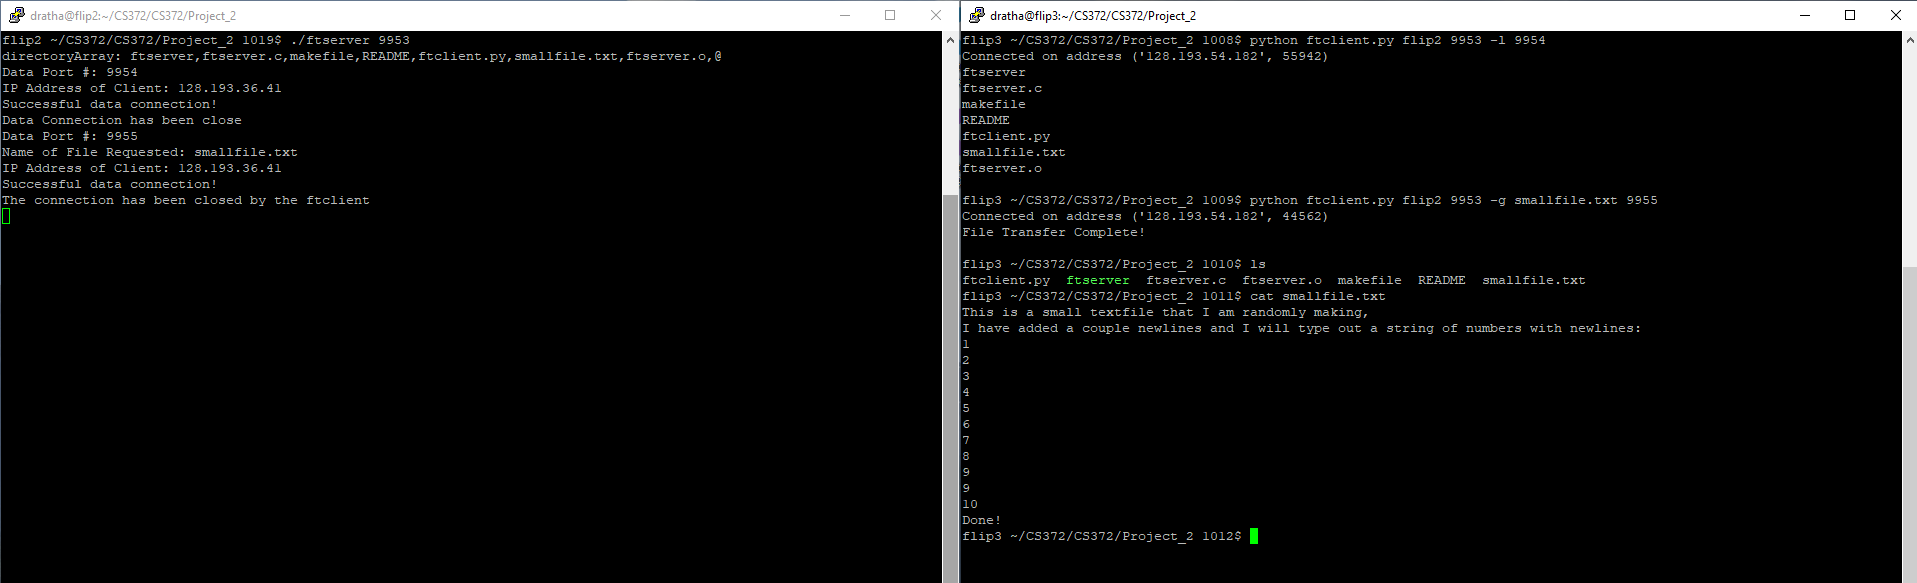 dratha@flip2:~/CS372/CS372/Project_2
flip2 ~/CS372/CS372/Project_2 1019$ ./ftserver 9953
directoryArray: ftserver,ftserver.c,makefile,README,ftclient.py,smallfile.txt,ftserver.o,@
Data Port #: 9954
IP Address of Client: 128.193.36.41
Successful data connection!
Data Connection has been close
Data Port #: 9955
Name of File Requested: smallfile.txt
IP Address of Client: 128.193.36.41
Successful data connection!
The connection has been closed by the ftclient
dratha@flip3:~/CS372/CS372/Project_2
flip3 ~/CS372/CS372/Project_2 1008$ python ftclient.py flip2 9953 -l 9954
Connected on address ('128.193.54.182', 55942)
ftserver
ftserver.c
makefile
README
ftclient.py
smallfile.txt
ftserver.o
flip3 ~/CS372/CS372/Project_2 1009$ python ftclient.py flip2 9953 -g smallfile.txt 9955
Connected on address ('128.193.54.182', 44562)
File Transfer Complete!
flip3 ~/CS372/CS372/Project_2 1010$ ls
ftclient.py  ftserver  ftserver.c  ftserver.o  makefile  README  smallfile.txt
flip3 ~/CS372/CS372/Project_2 1011$ cat smallfile.txt
This is a small textfile that I am randomly making,
I have added a couple newlines and I will type out a string of numbers with newlines:
1
2
3
4
5
6
7
8
9
9
10
Done!
flip3 ~/CS372/CS372/Project_2 1012$